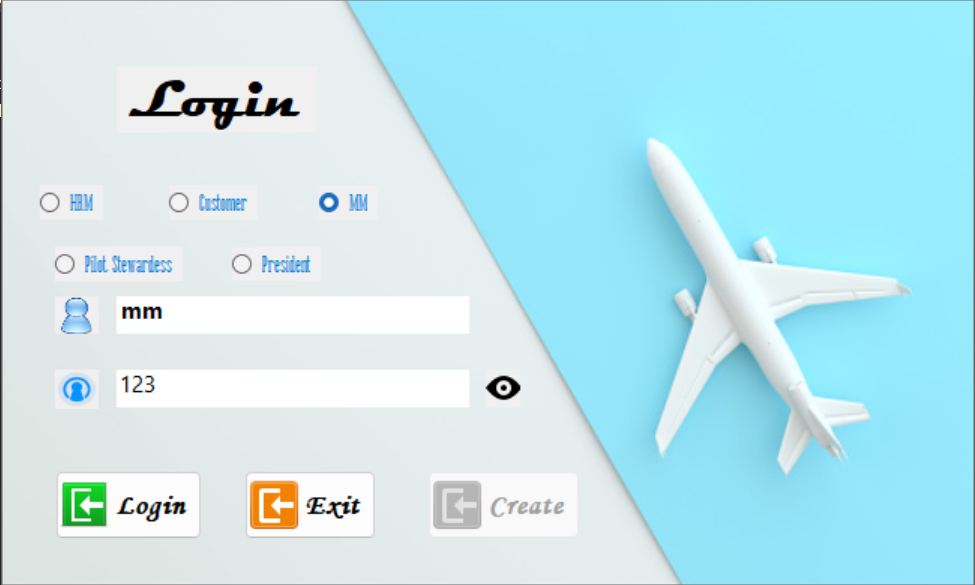 Login
HRM Customer MM
Pilot. Stewardess President
mm
123
Login Exit Create